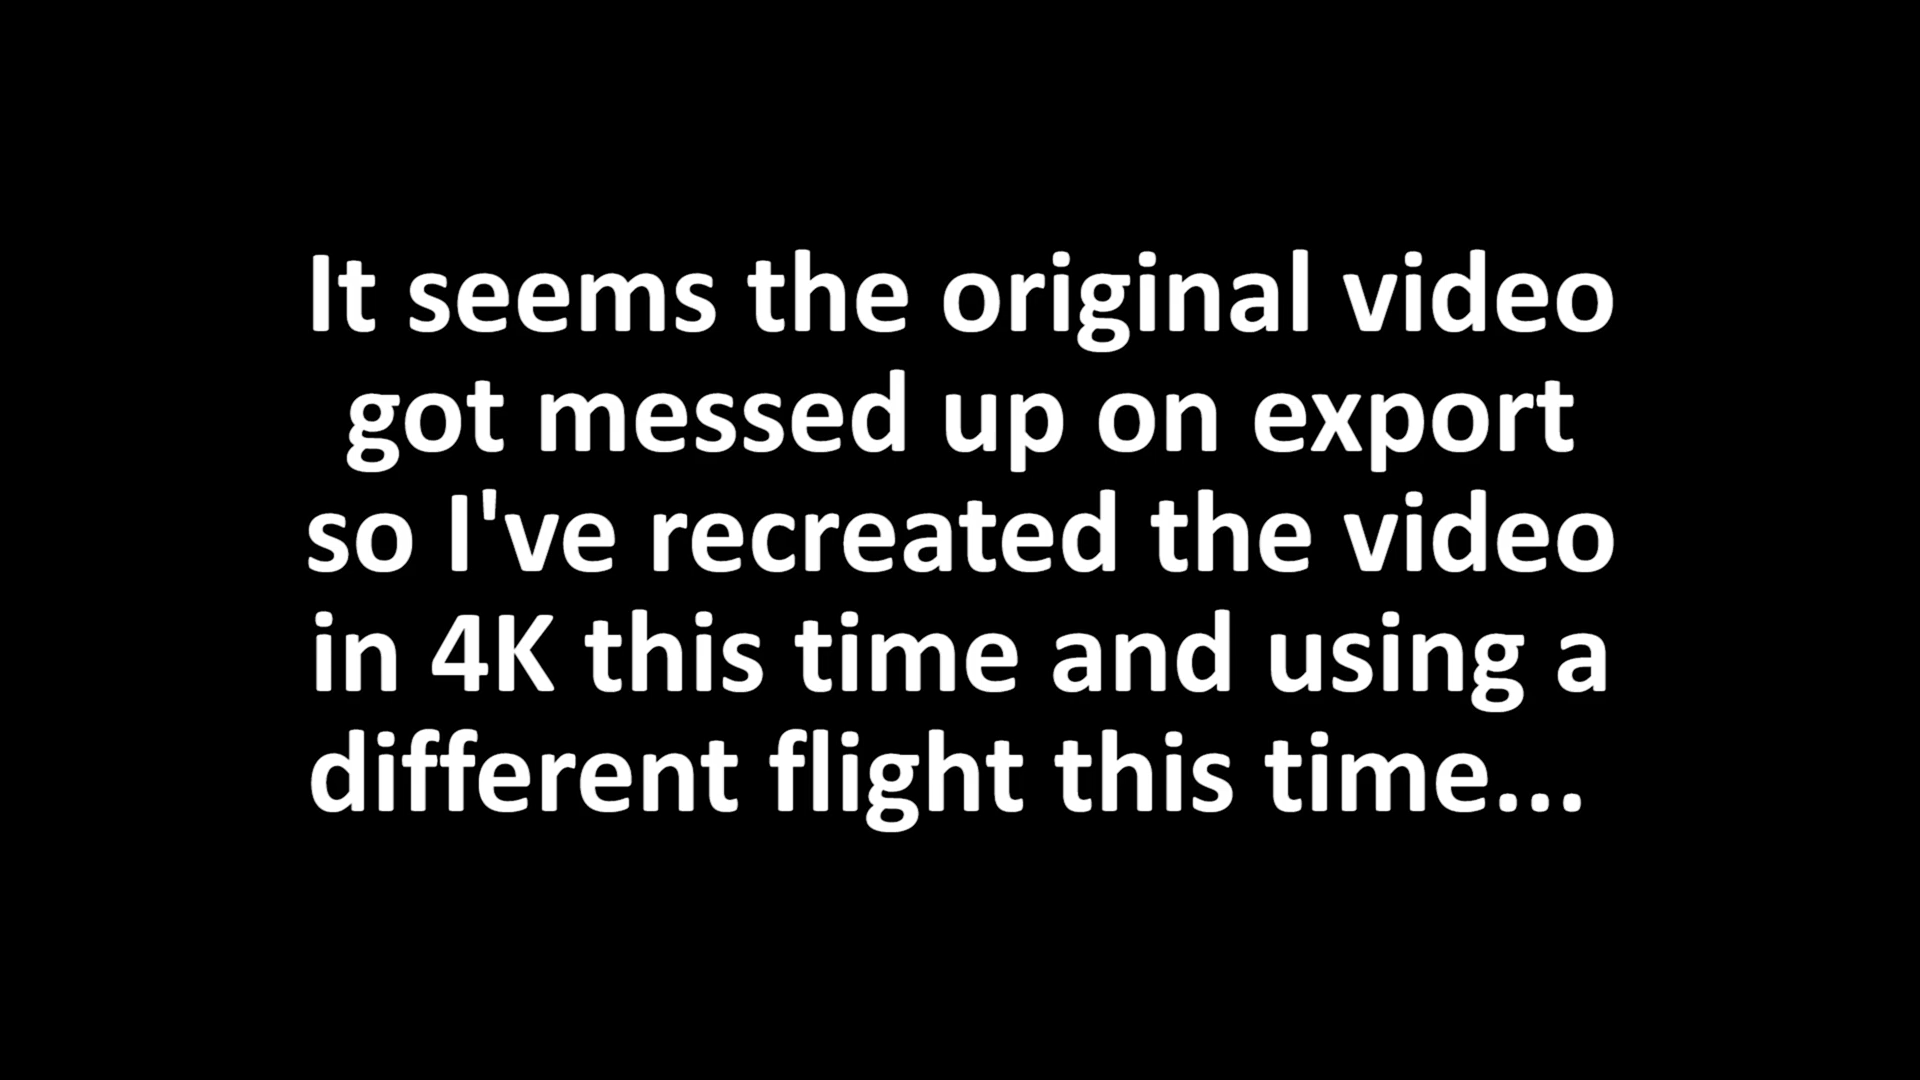 It seems the original video
got messed up on export
so I've recreated the video
in 4K this time and using a
different flight this time...